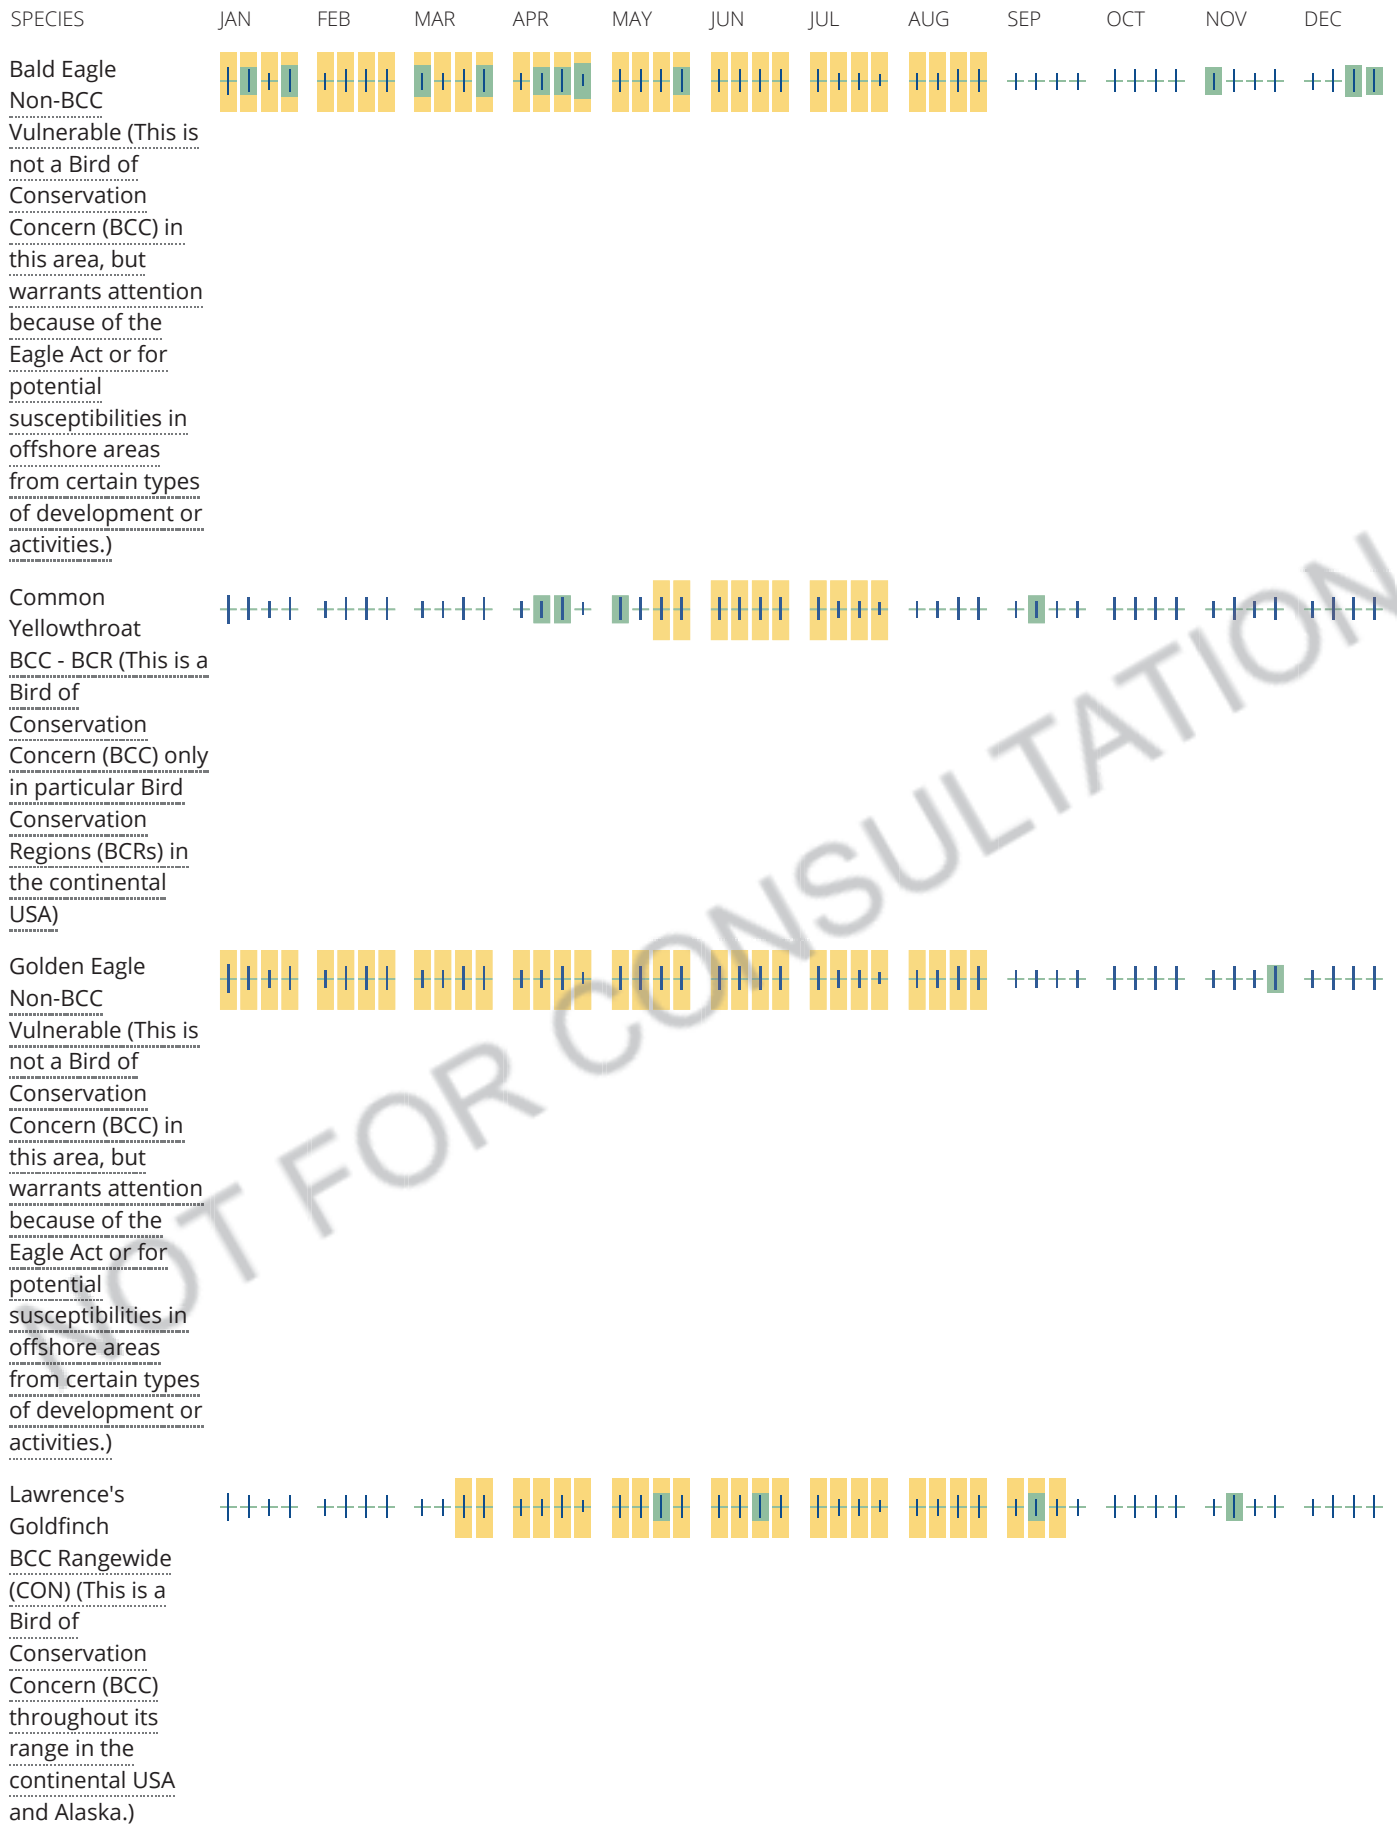 SPECIES JAN FEB MAR APR MAY JUN JUL AUG SEP OCT NOV DEC
Bald Eagle
Non-BCC
Vulnerable (This is
not a Bird of
Conservation
Concern (BCC) in
this area, but
warrants attention
because of the
Eagle Act or for
potential
susceptibilities in
offshore areas
from certain types
of development or
activities.)
Common
Yellowthroat
BCC - BCR (This is a
Bird of
Conservation
Concern (BCC) only
in particular Bird
Conservation
Regions (BCRs) in
the continental
USA)
Golden Eagle
Non-BCC
Vulnerable (This is
not a Bird of
Conservation
Concern (BCC) in
this area, but
warrants attention
because of the
Eagle Act or for
potential
susceptibilities in
offshore areas
from certain types
of development or
activities.)
Lawrence's
Goldfinch
BCC Rangewide
(CON) (This is a
Bird of
Conservation
Concern (BCC)
throughout its
range in the
continental USA
and Alaska.)
NOT FOR CONSULTATION